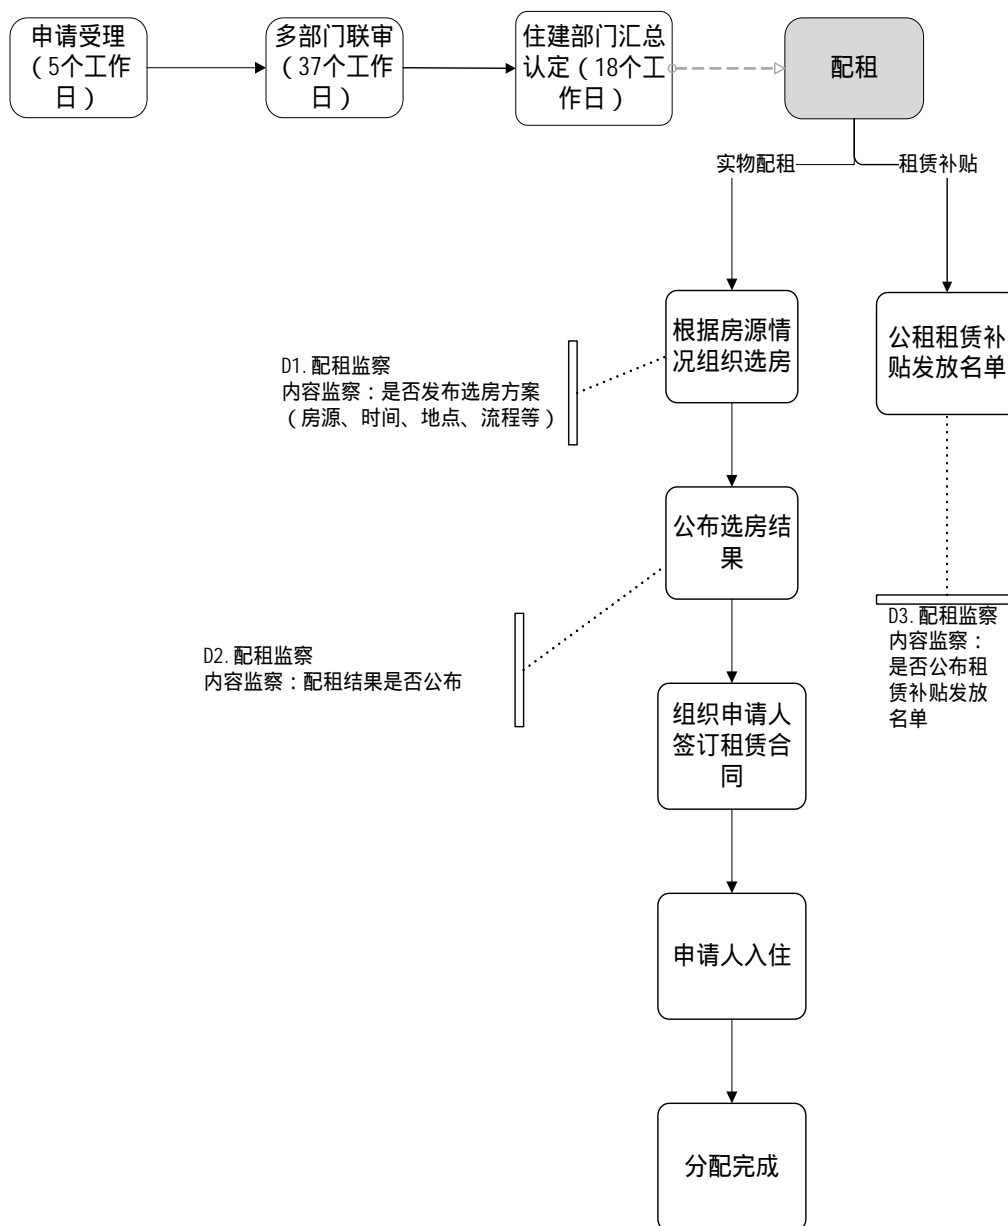 申请受理
（5个工作
日）
多部门联审
（37个工作
日）
住建部门汇总
认定（18个工
作日）
配租
实物配租
租赁补贴
根据房源情
况组织选房
公租租赁补
贴发放名单
D1.配租监察
内容监察：是否发布选房方案
（房源、时间、地点、流程等）
公布选房结
果
D2.配租监察
内容监察：配租结果是否公布
D3.配租监察
内容监察：
是否公布租
赁补贴发放
名单
组织申请人
签订租赁合
同
申请人入住
分配完成